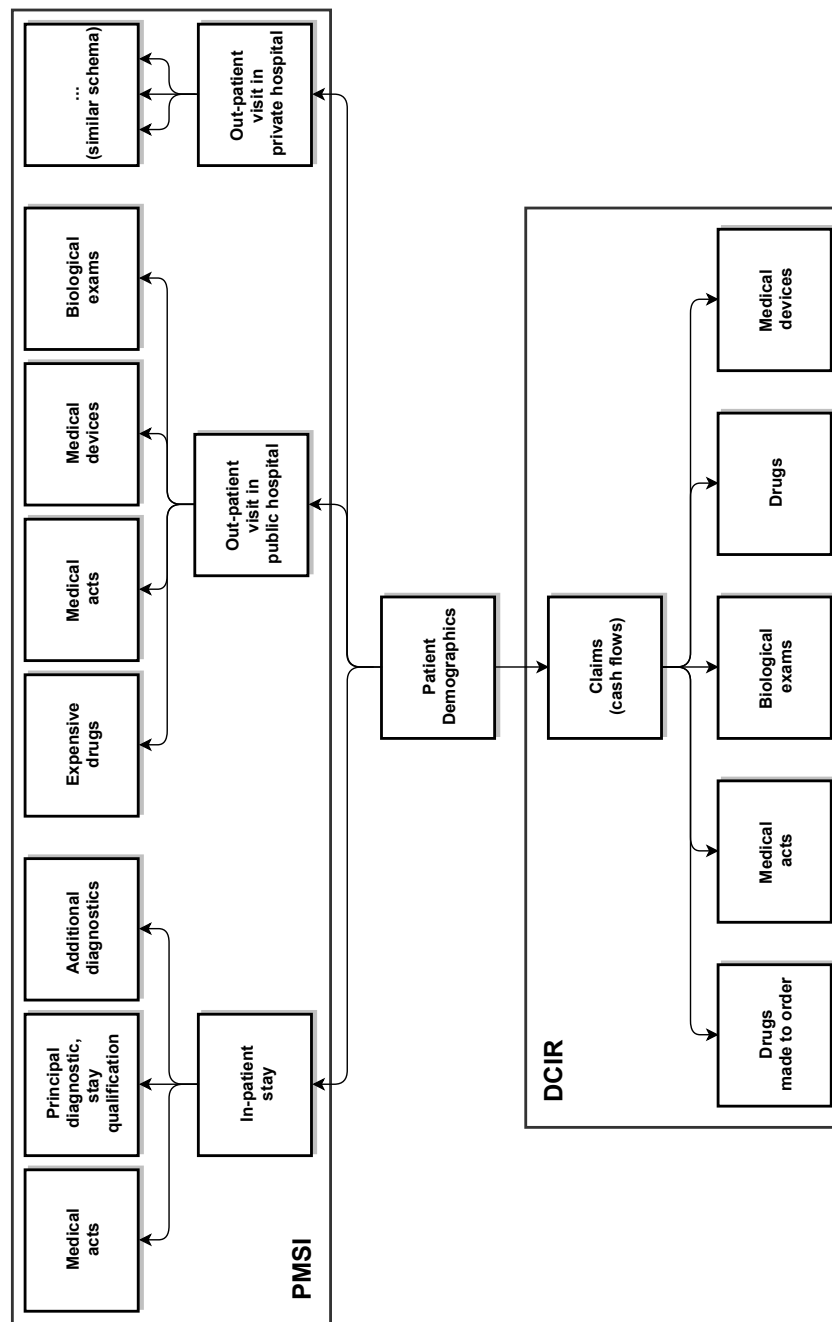 Medical
acts
Principal
diagnostic,
stay
qualification
Additional
diagnostics
Expensive
drugs
Medical
acts
Medical
devices
Biological
exams
...
(similar schema)
In-patient
stay
Out-patient
visit in
public hospital
Out-patient
visit in
private hospital
PMSI
Patient
Demographics
DCIR
Claims
(cash flows)
Drugs
made to order
Medical
acts
Biological
exams
Drugs
Medical
devices